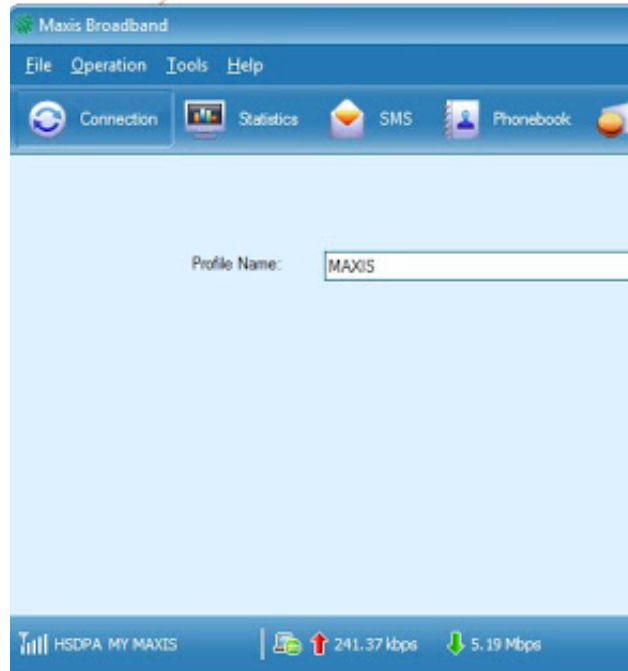 Maxis Broadband
File Operation Tools Help
Connection Statistics SMS Phonebook
Profile Name: MAXIS
HSDPA MY MAXIS 241.37 kbps 5.19 Mbps